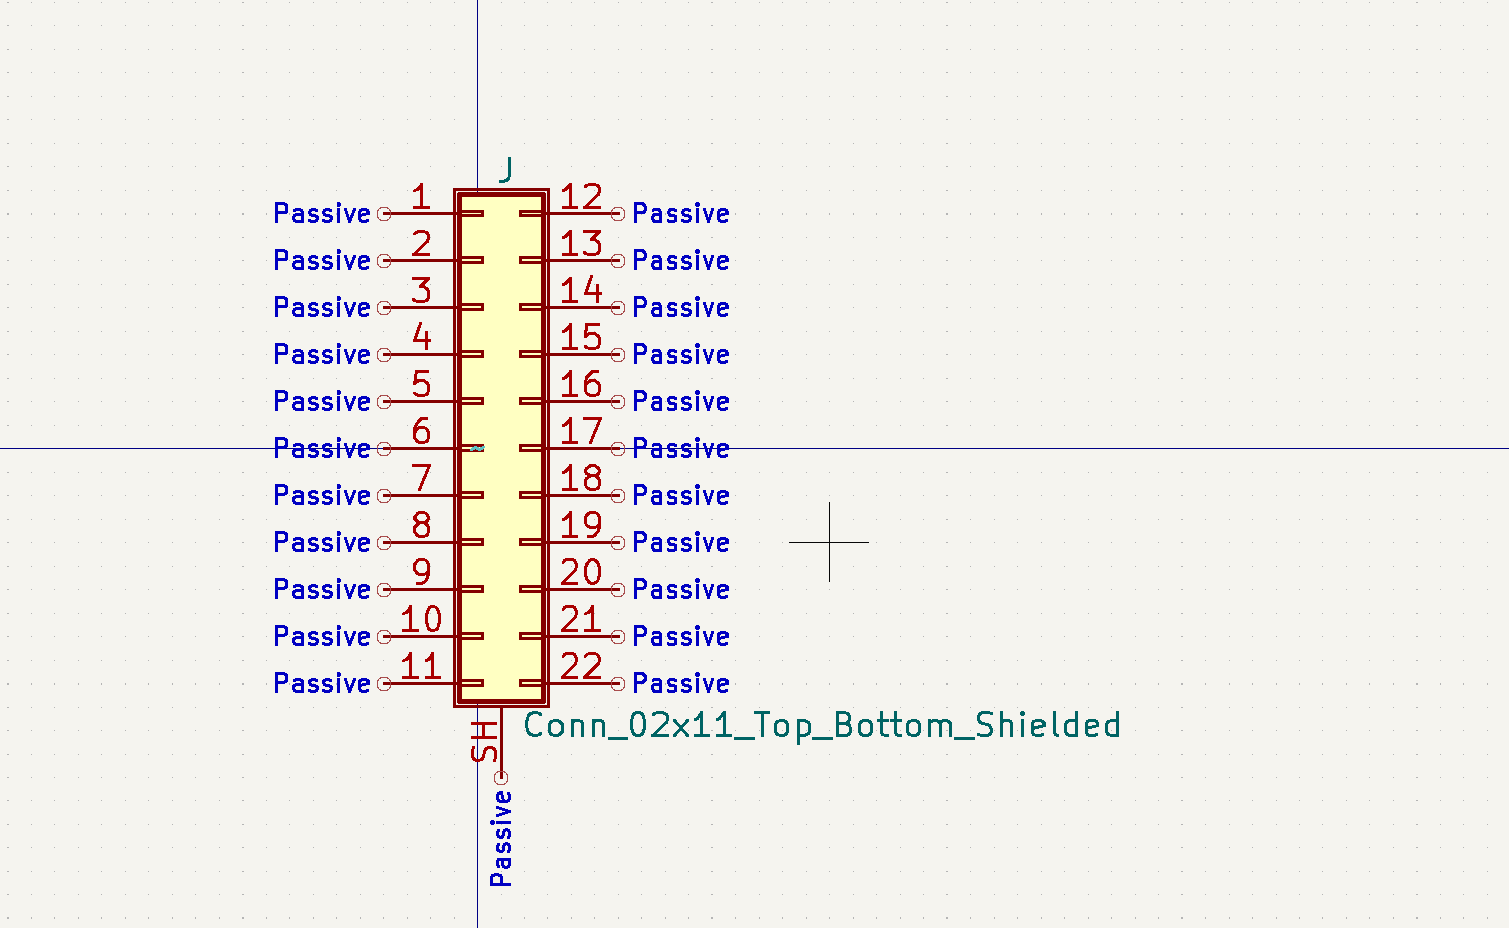 J
Passive 1 12 Passive
Passive 2 13 Passive
Passive 3 14 Passive
Passive 4 15 Passive
Passive 5 16 Passive
Passive 6 17 Passive
Passive 7 18 Passive
Passive 8 19 Passive
Passive 9 20 Passive
Passive 10 21 Passive
Passive 11 22 Passive
SH
Conn_02x11_Top_Bottom_Shielded
Passive